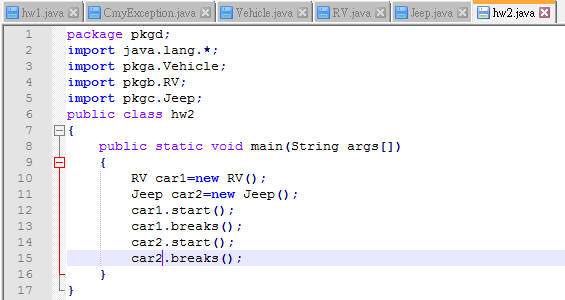 hw1.java CmyException.java Vehicle.java RV.java Jeep.java hw2.java
1 package pkgd;
2 import java.lang.*;
3 import pkga.Vehicle;
4 import pkgb.RV;
5 import pkgc.Jeep;
6 public class hw2
7 {
8 public static void main(String args[])
9 {
10 RV car1=new RV();
11 Jeep car2=new Jeep();
12 car1.start();
13 car1.breaks();
14 car2.start();
15 car2.breaks();
16 }
17 }